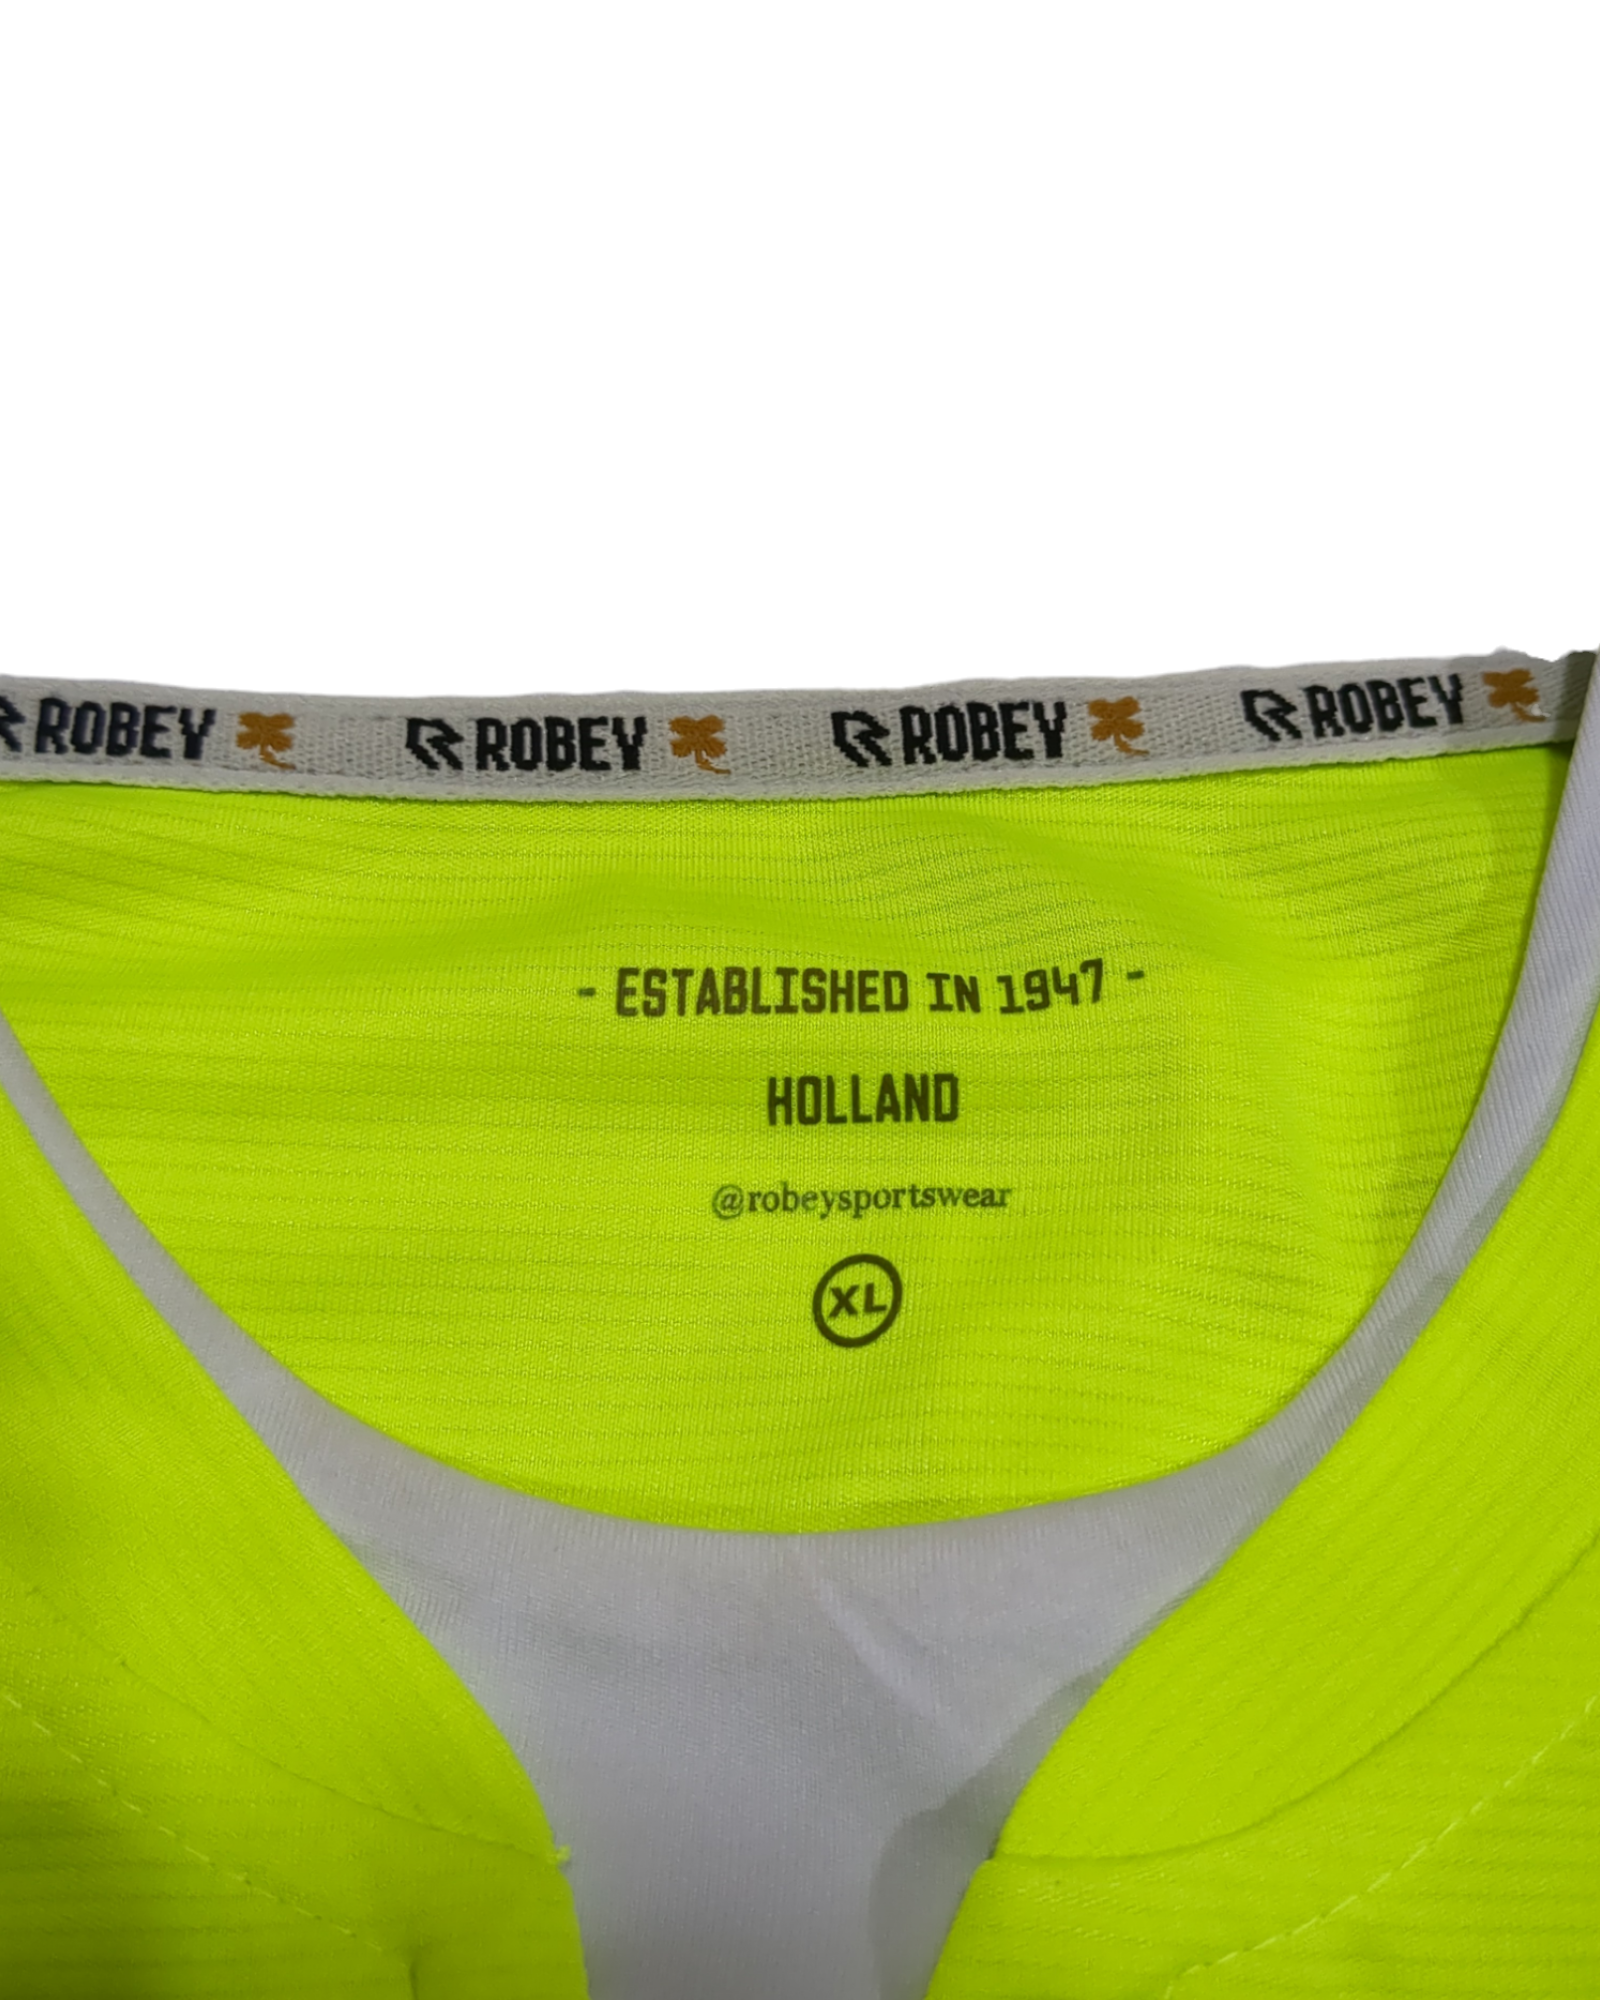 ROBEY ROBEY ROBEY ROBEY
- ESTABLISHED IN 1947 -
HOLLAND
@robeysportswear
XL